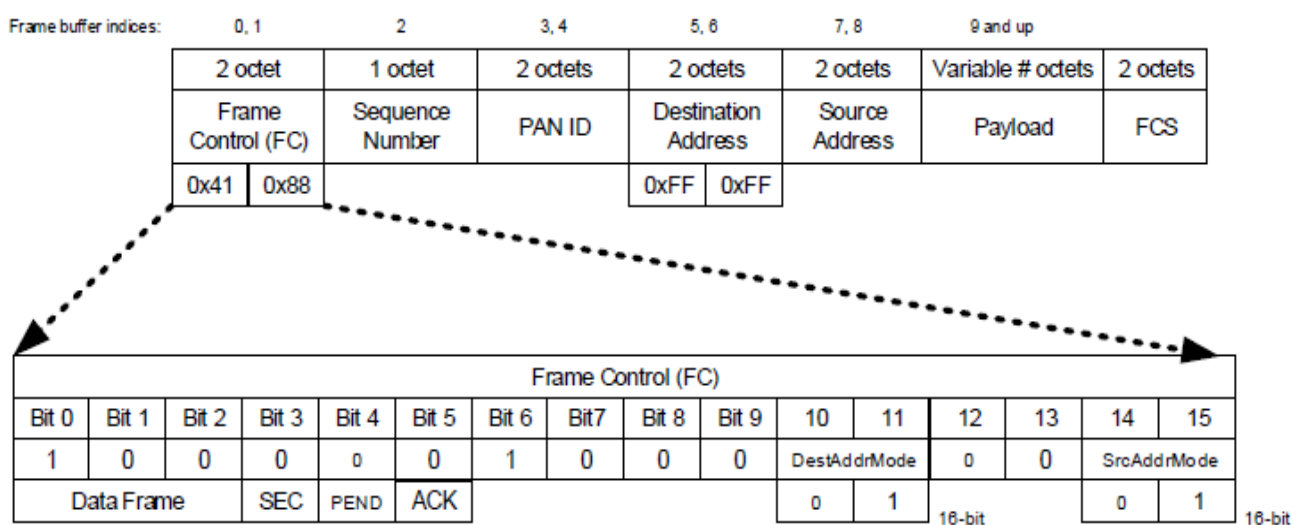 Frame buffer indices: 0, 1 2 3, 4 5, 6 7, 8 9 and up
2 octet 1 octet 2 octets 2 octets 2 octets Variable # octets 2 octets
Frame Control (FC) Sequence Number PAN ID Destination Address Source Address Payload FCS
0x41 0x88 0xFF 0xFF
Frame Control (FC)
Bit 0 Bit 1 Bit 2 Bit 3 Bit 4 Bit 5 Bit 6 Bit7 Bit 8 Bit 9 10 11 12 13 14 15
1 0 0 0 0 0 1 0 0 0 DestAddrMode 0 0 SrcAddrMode
Data Frame SEC PEND ACK 0 1 16-bit 0 1 16-bit